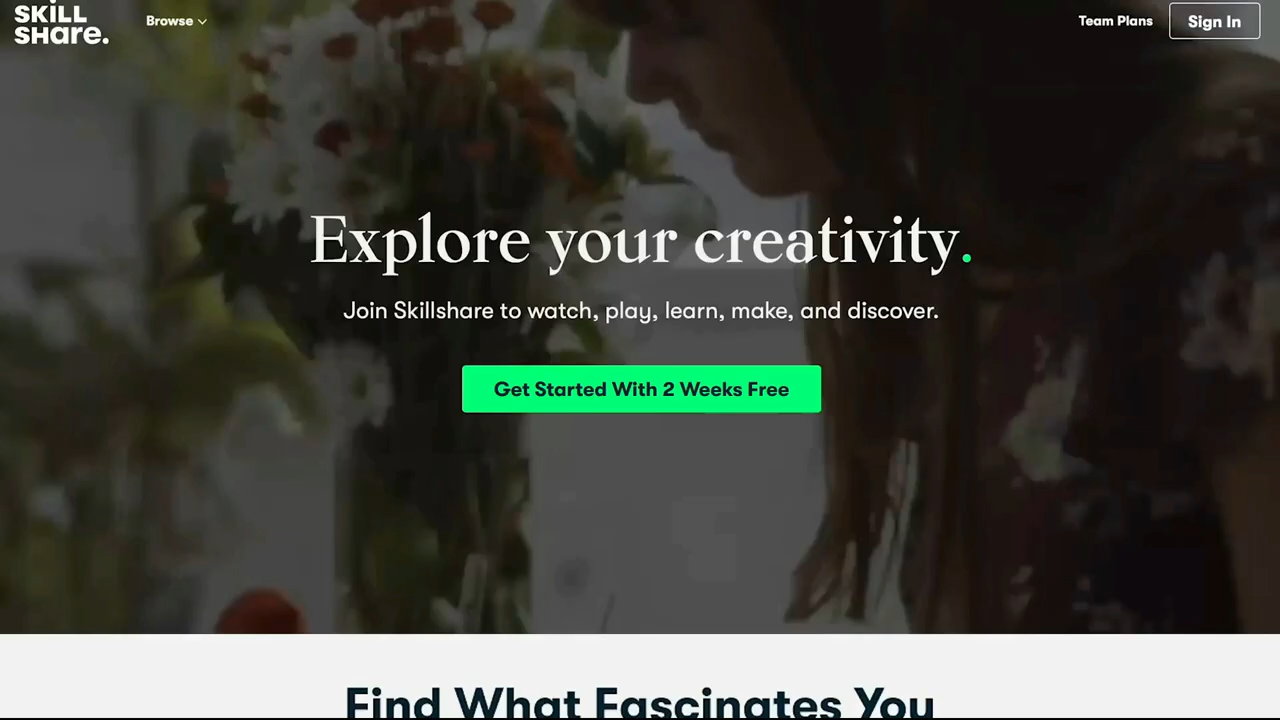 SKILL
SHare.
Browse
Team Plans
Sign In
Explore your creativity.
Join Skillshare to watch, play, learn, make, and discover.
Get Started With 2 Weeks Free
Find What Fascinates You